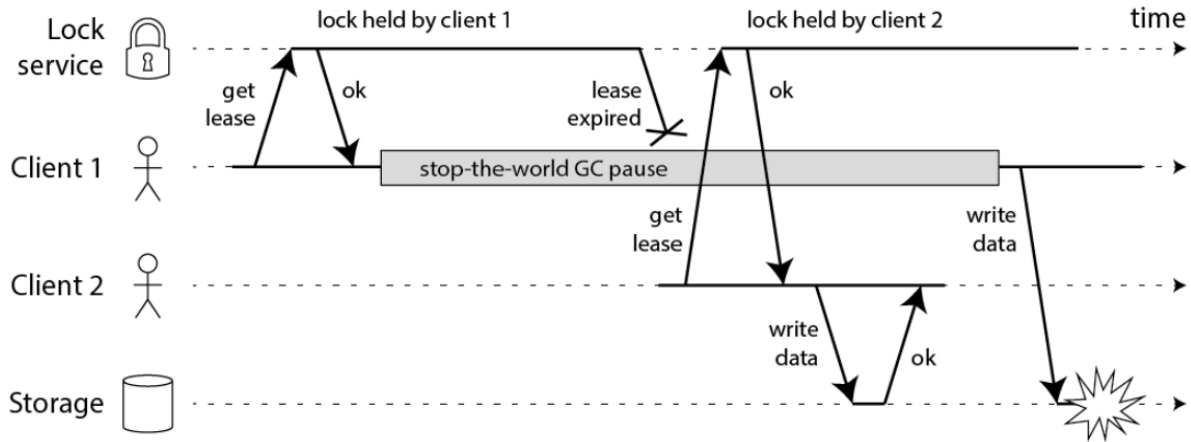 lock held by client 1
lock held by client 2
time
Lock
service
get
lease
ok
lease
expired
ok
Client 1
stop-the-world GC pause
get
lease
write
data
Client 2
write
data
ok
Storage